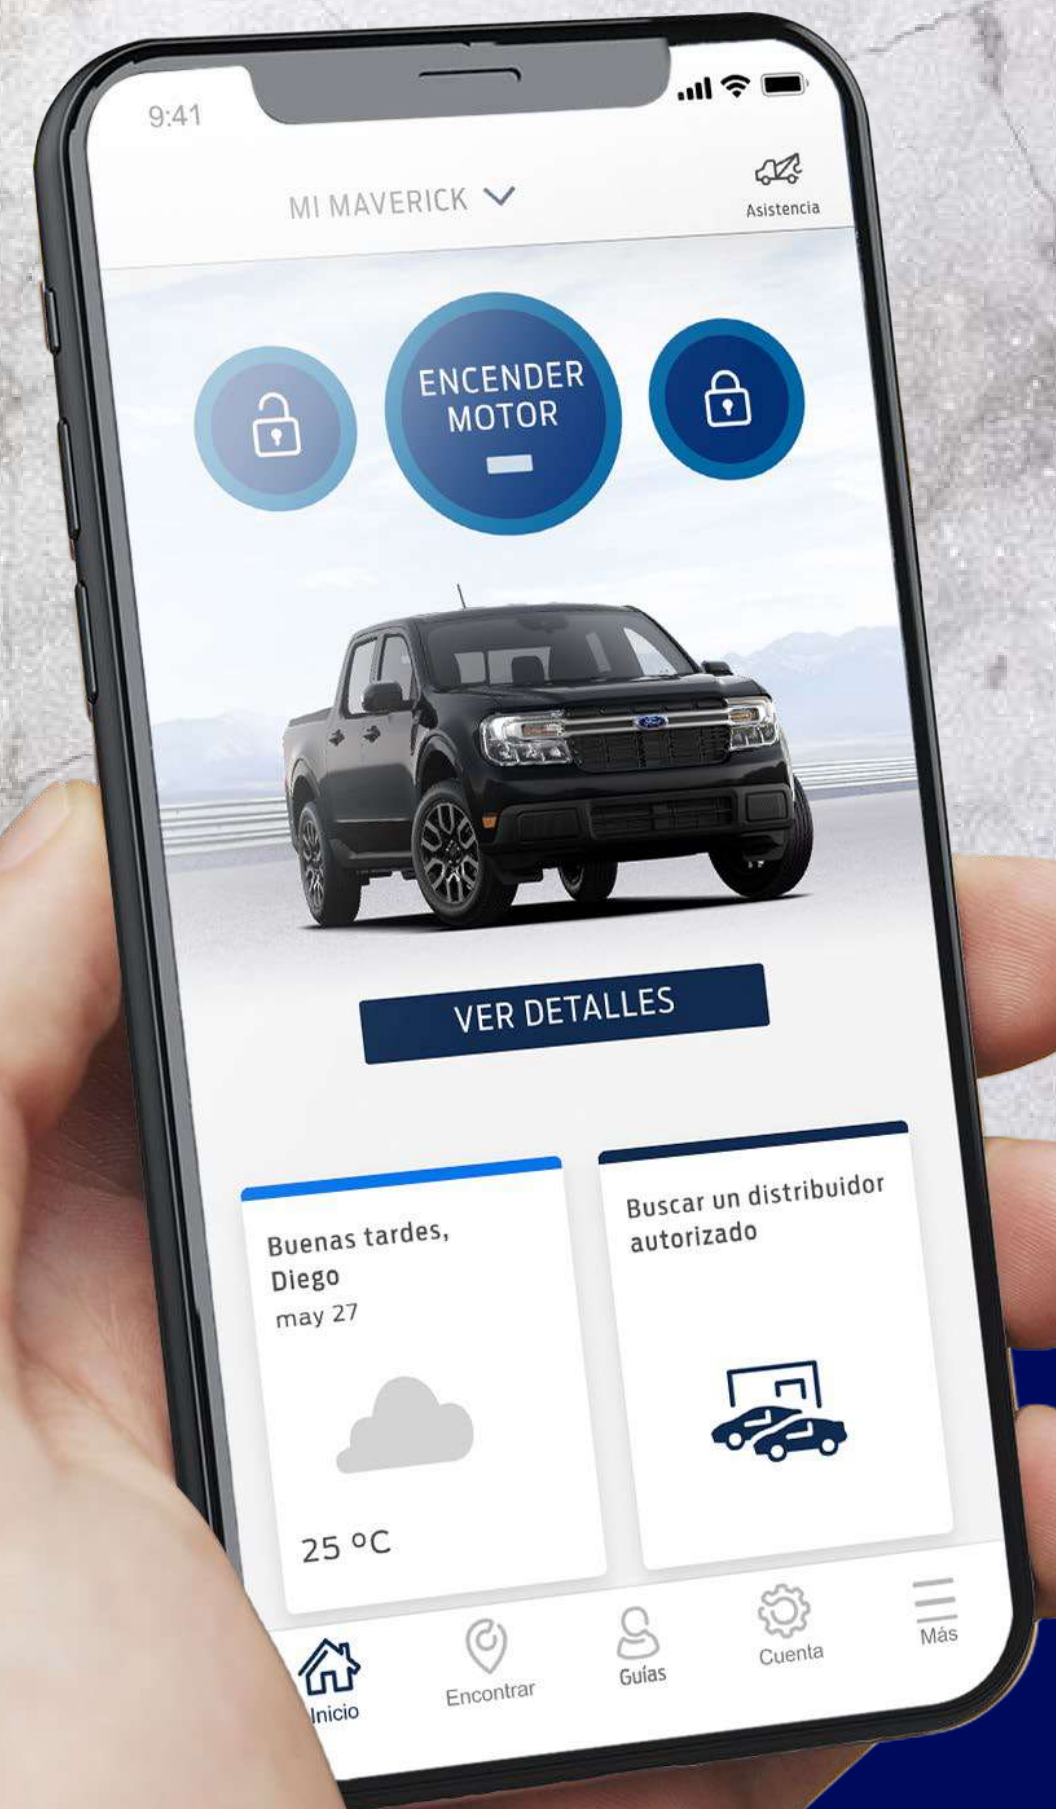 9:41
MI MAVERICK
Asistencia
ENCENDER
MOTOR
Ford
VER DETALLES
Buenas tardes,
Diego
may 27
25 ºC
Buscar un distribuidor
autorizado
Inicio
Encontrar
Guías
Cuenta
Más